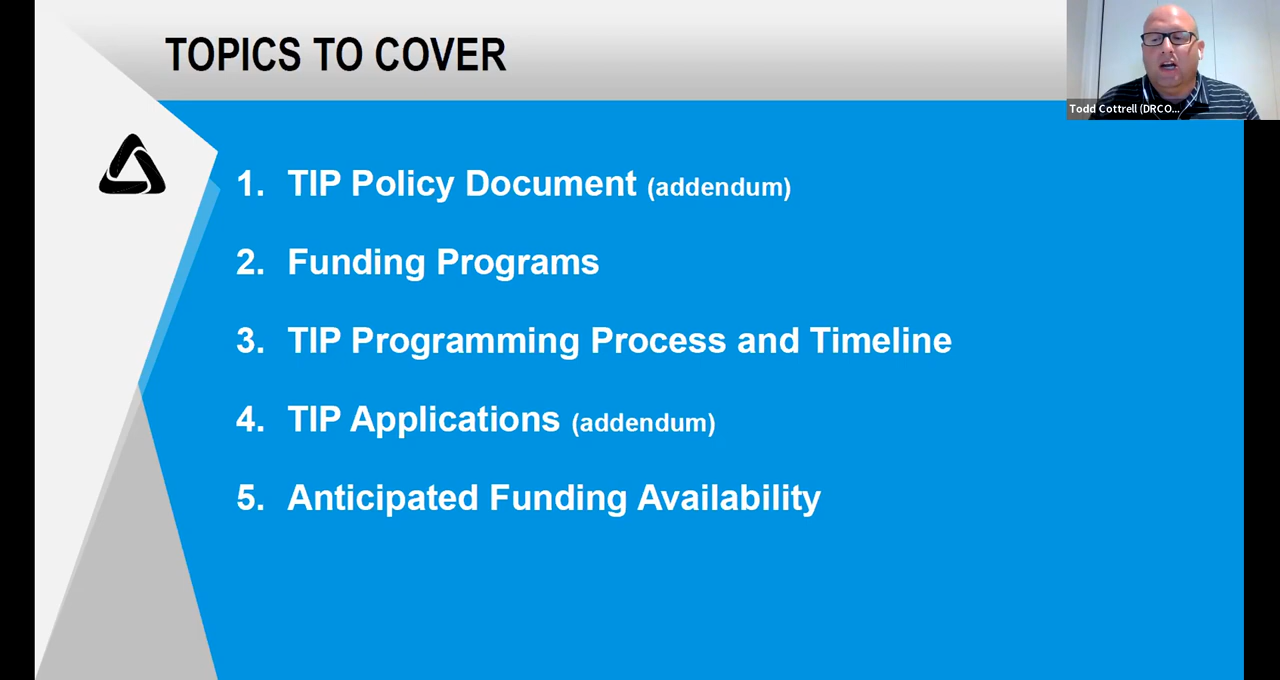 TOPICS TO COVER
Todd Cottrell (DRCO...
1. TIP Policy Document (addendum)
2. Funding Programs
3. TIP Programming Process and Timeline
4. TIP Applications (addendum)
5. Anticipated Funding Availability